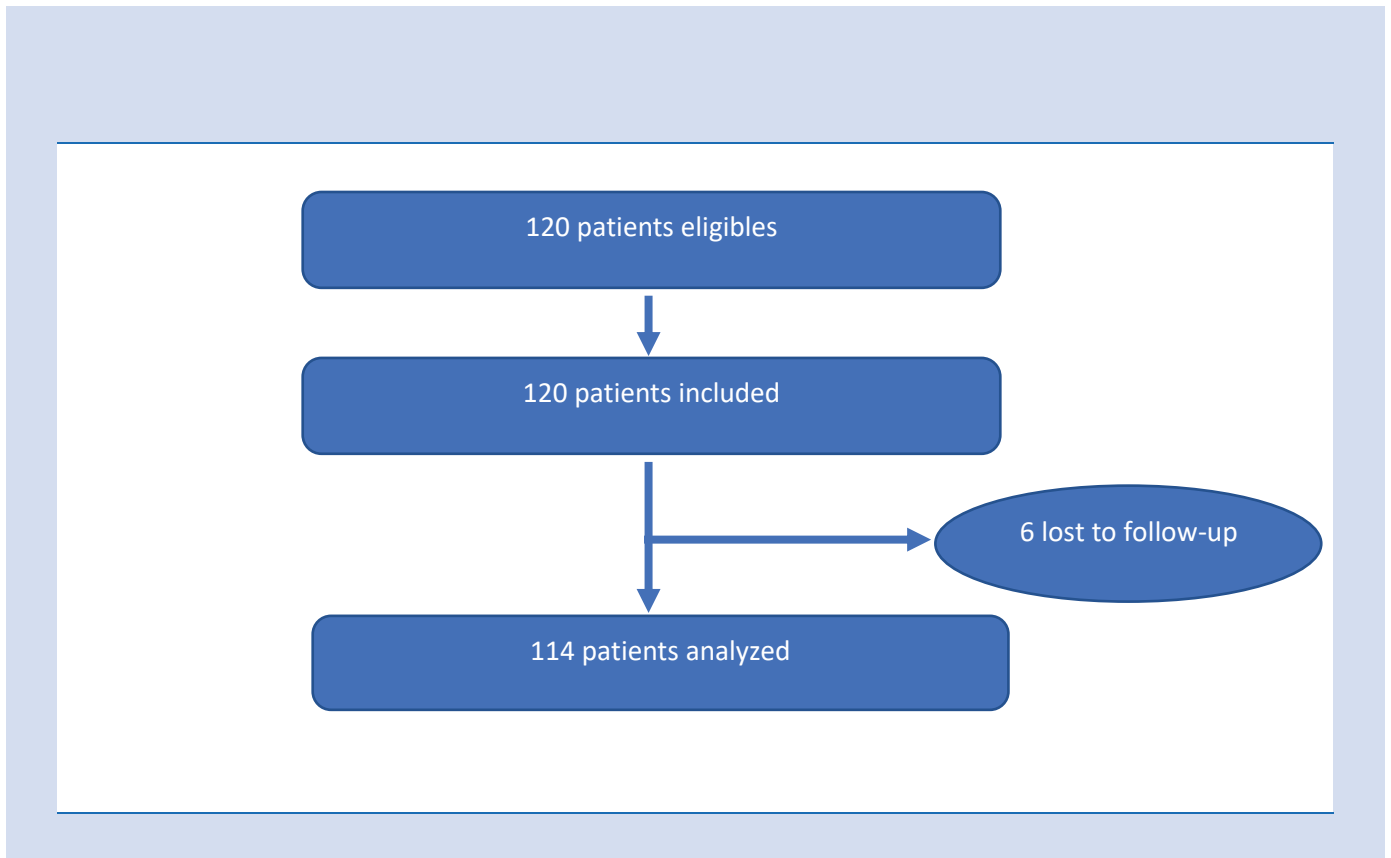 120 patients eligibles
120 patients included
6 lost to follow-up
114 patients analyzed